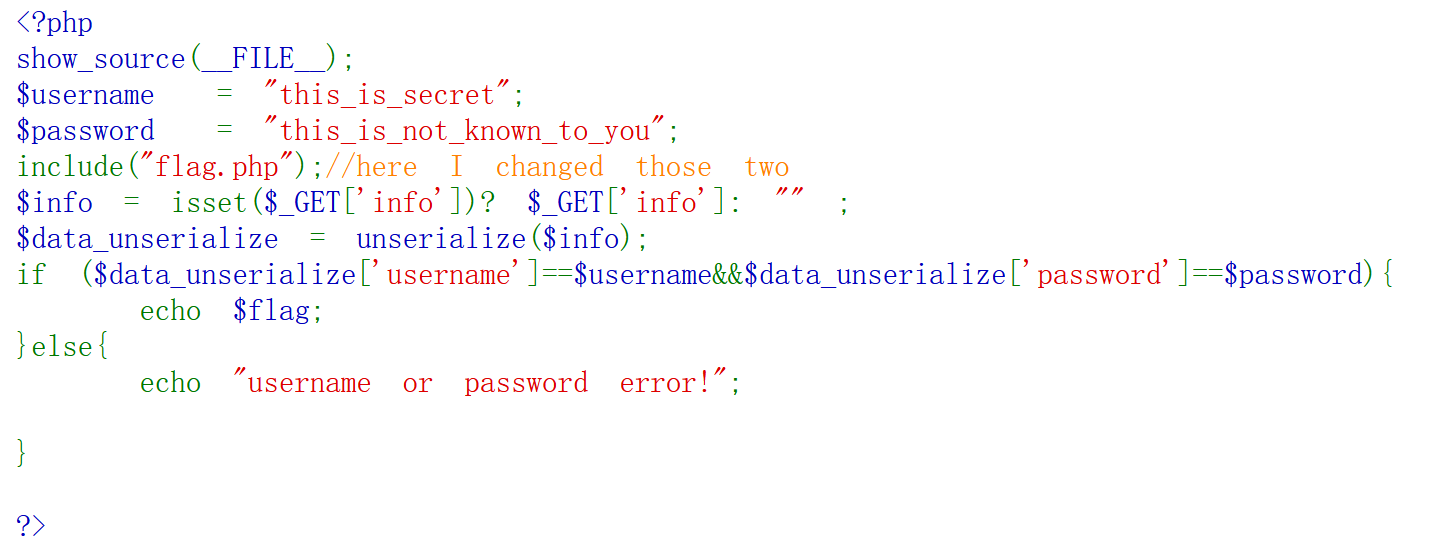 <?php
show_source(__FILE__);
$username  =  "this_is_secret";
$password  =  "this_is_not_known_to_you";
include("flag.php");//here I changed those two
$info = isset($_GET['info'])? $_GET['info']: "" ;
$data_unserialize = unserialize($info);
if ($data_unserialize['username']==$username&&$data_unserialize['password']==$password){
    echo $flag;
}else{
    echo "username or password error!";
}
?>